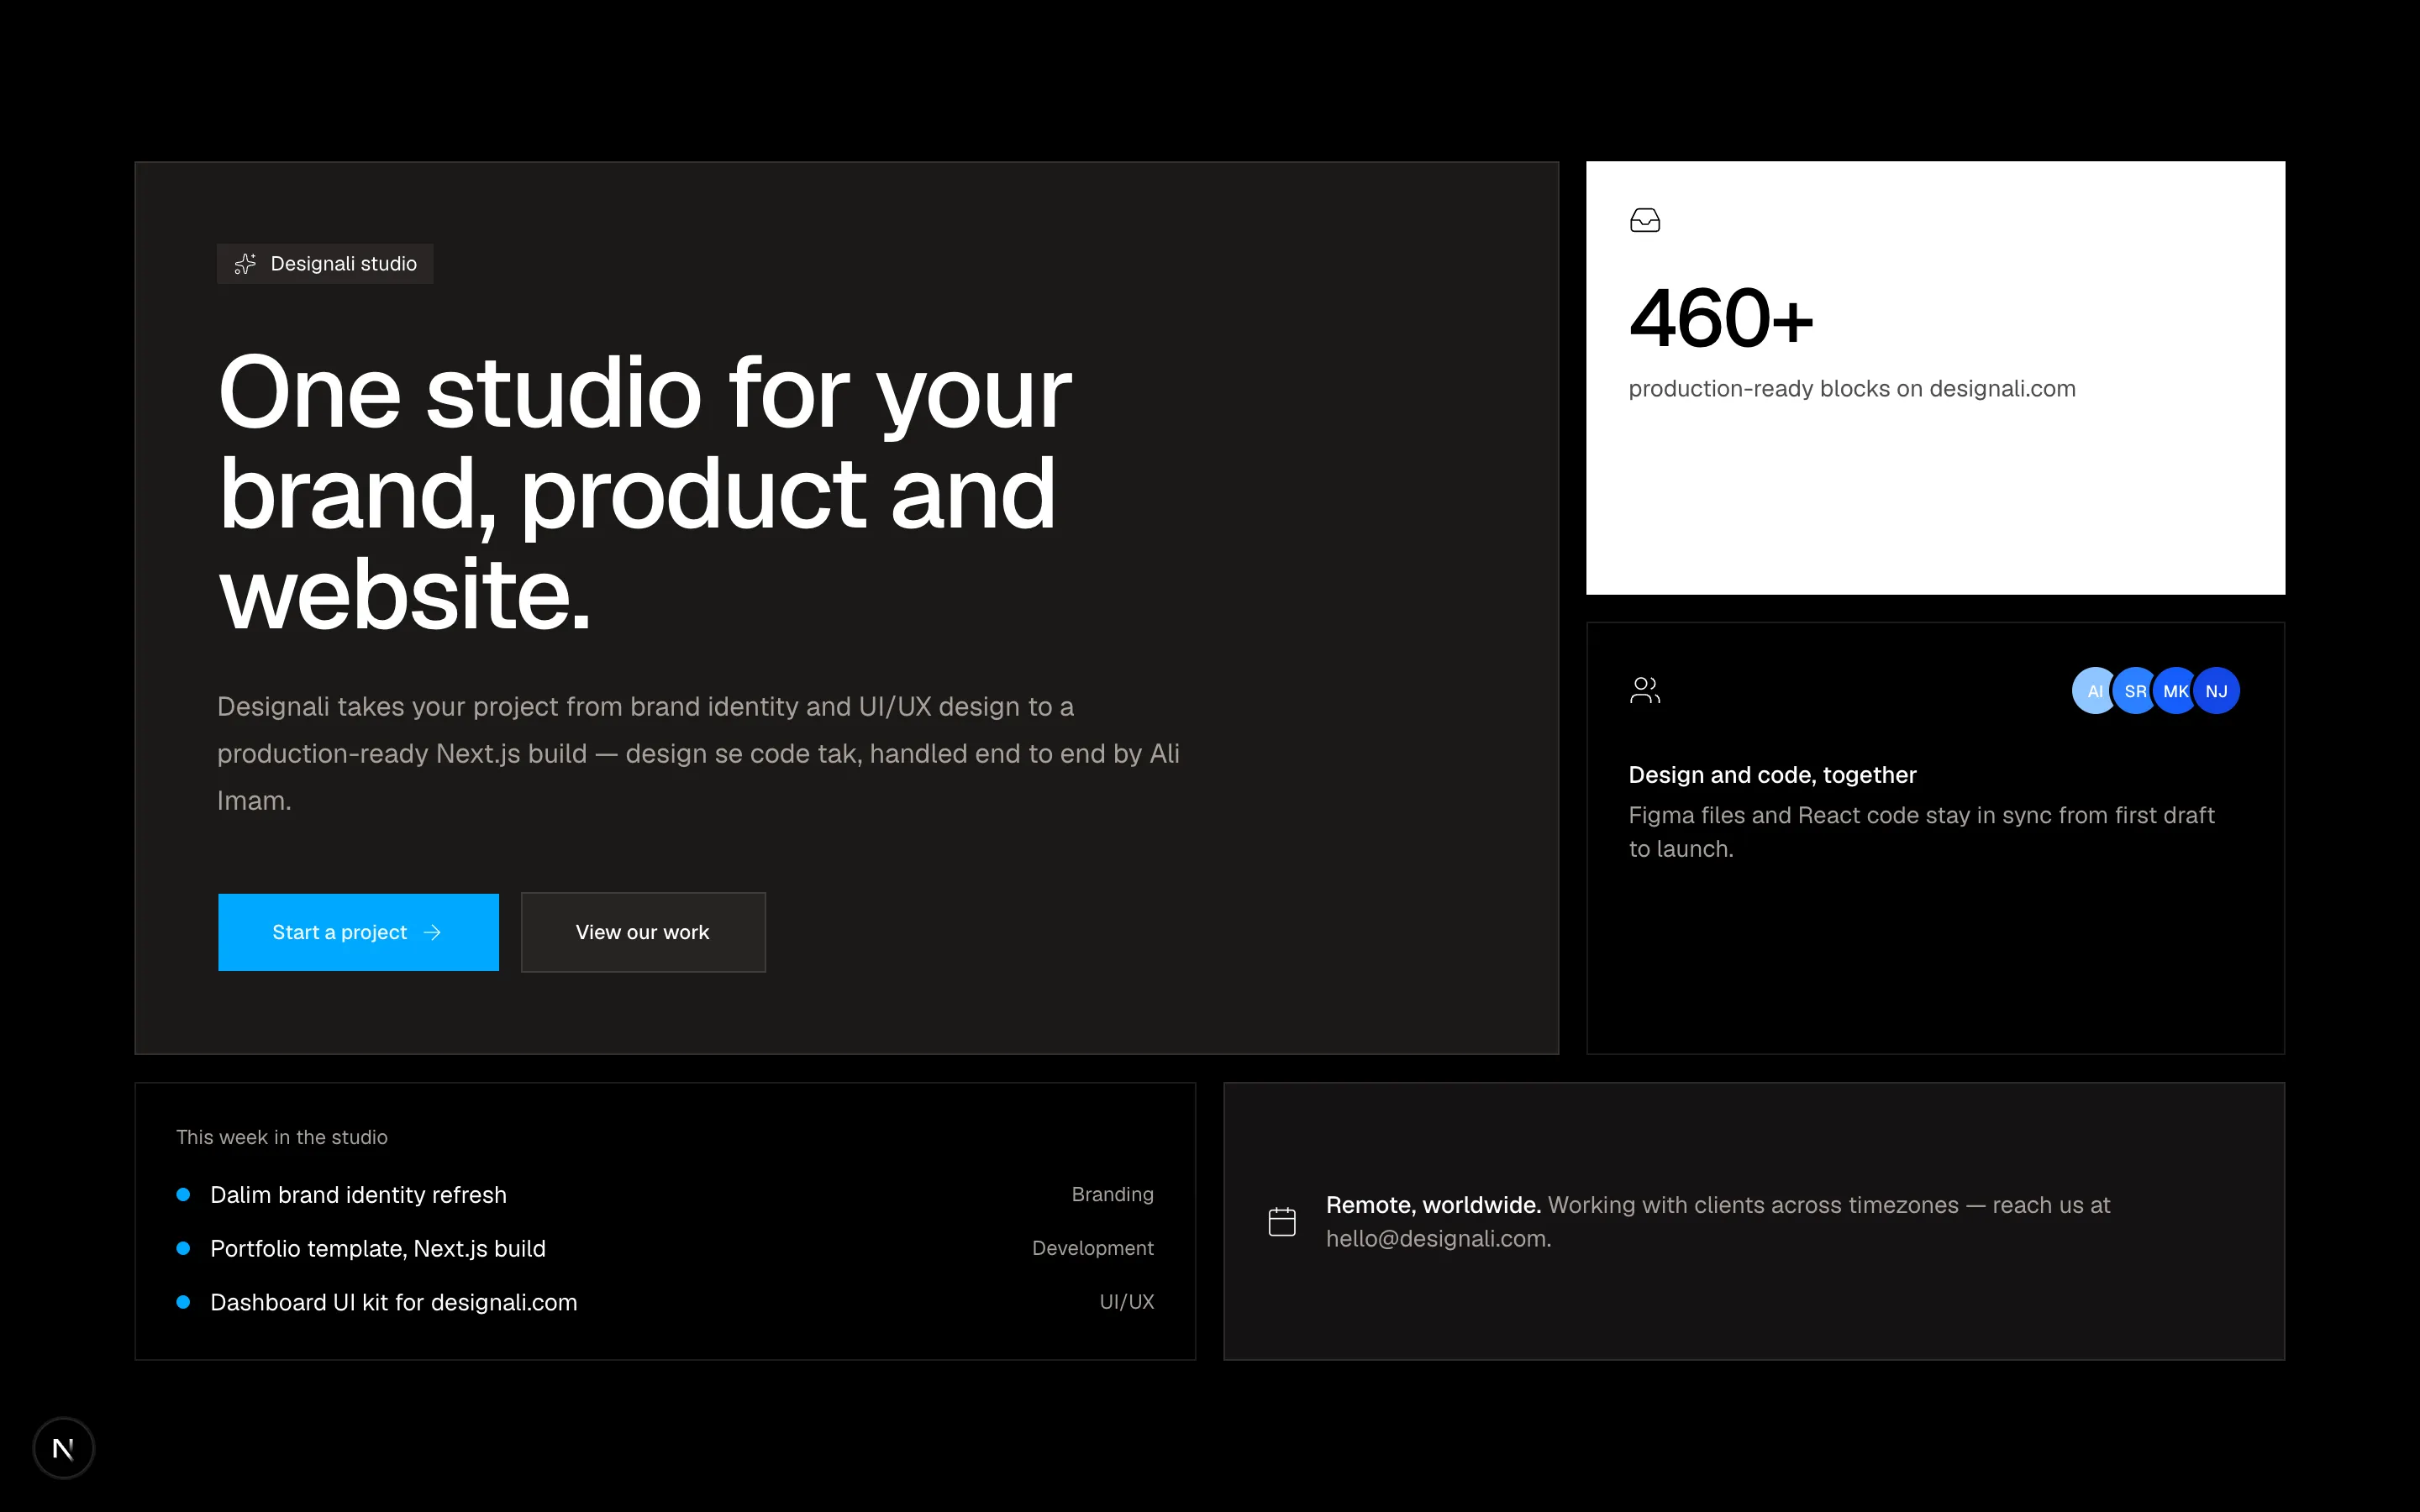 Designali studio
One studio for your
brand, product and
website.
Designali takes your project from brand identity and UI/UX design to a
production-ready Next.js build — design se code tak, handled end to end by Ali
Imam.
Start a project
View our work
460+
production-ready blocks on designali.com
AI SR MK NJ
Design and code, together
Figma files and React code stay in sync from first draft
to launch.
This week in the studio
Dalim brand identity refresh Branding
Portfolio template, Next.js build Development
Dashboard UI kit for designali.com UI/UX
Remote, worldwide. Working with clients across timezones — reach us at
hello@designali.com.
N